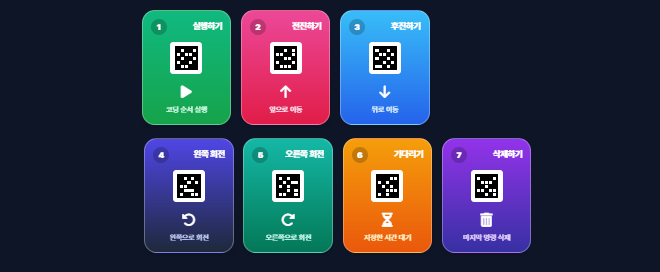 1 실행하기
코딩 순서 실행
2 전진하기
앞으로 이동
3 후진하기
뒤로 이동
4 왼쪽 회전
왼쪽으로 회전
5 오른쪽 회전
오른쪽으로 회전
6 기다리기
지정한 시간 대기
7 삭제하기
마지막 명령 삭제